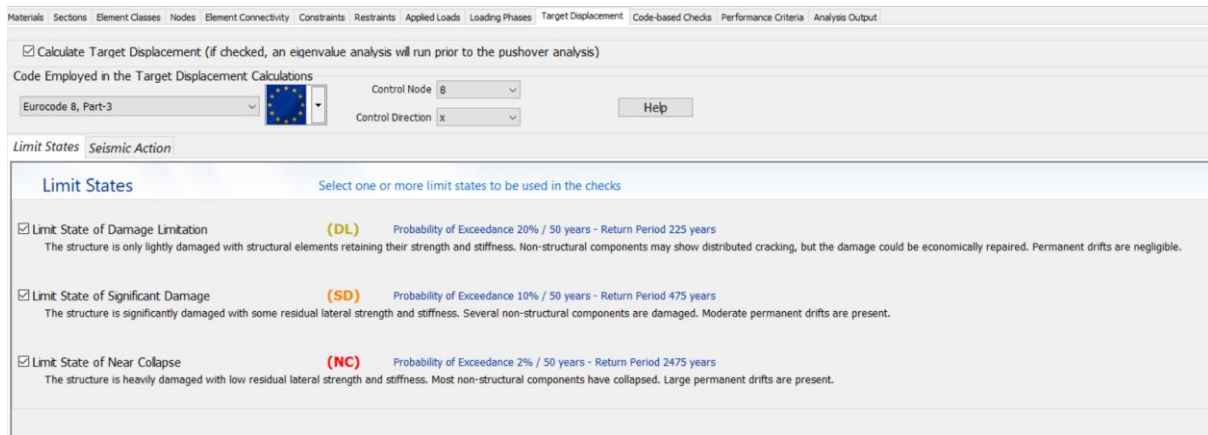 Materials Sections Element Classes Nodes Element Connectivity Constraints Restraints Applied Loads Loading Phases Target Displacement Code-based Checks Performance Criteria Analysis Output
Calculate Target Displacement (if checked, an eigenvalue analysis will run prior to the pushover analysis)
Code Employed in the Target Displacement Calculations
Control Node 8
Eurocode 8, Part-3
Help
Control Direction x
Limit States Seismic Action
Limit States Select one or more limit states to be used in the checks
Limit State of Damage Limitation (DL) Probability of Exceedance 20% / 50 years - Return Period 225 years
The structure is only lightly damaged with structural elements retaining their strength and stiffness. Non-structural components may show distributed cracking, but the damage could be economically repaired. Permanent drifts are negligible.
Limit State of Significant Damage (SD) Probability of Exceedance 10% / 50 years - Return Period 475 years
The structure is significantly damaged with some residual lateral strength and stiffness. Several non-structural components are damaged. Moderate permanent drifts are present.
Limit State of Near Collapse (NC) Probability of Exceedance 2% / 50 years - Return Period 2475 years
The structure is heavily damaged with low residual lateral strength and stiffness. Most non-structural components have collapsed. Large permanent drifts are present.